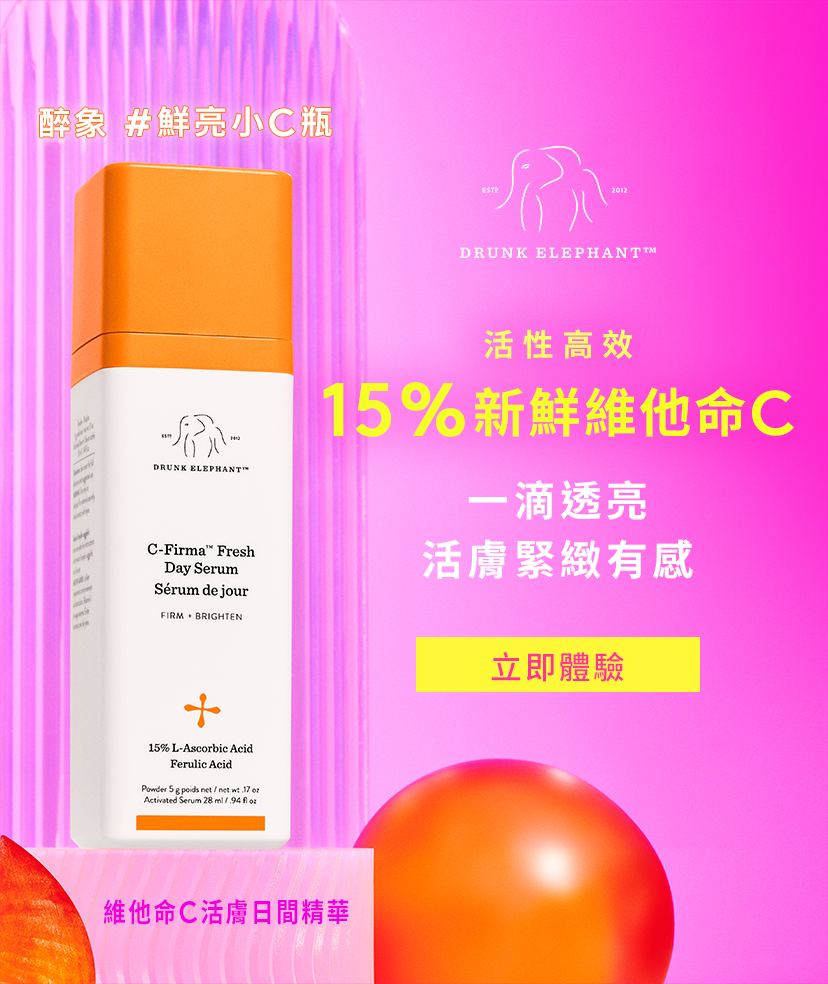 醉象 #鮮亮小C瓶
ESTD 2012
DRUNK ELEPHANT™
活性高效
15%新鮮維他命C
一滴透亮
活膚緊緻有感
立即體驗
ESTD 2012
DRUNK ELEPHANT™
C-Firma™ Fresh
Day Serum
Sérum de jour
FIRM + BRIGHTEN
15% L-Ascorbic Acid
Ferulic Acid
Powder 5 g poids net / net wt .17 oz
Activated Serum 28 ml / .94 fl oz
維他命C活膚日間精華